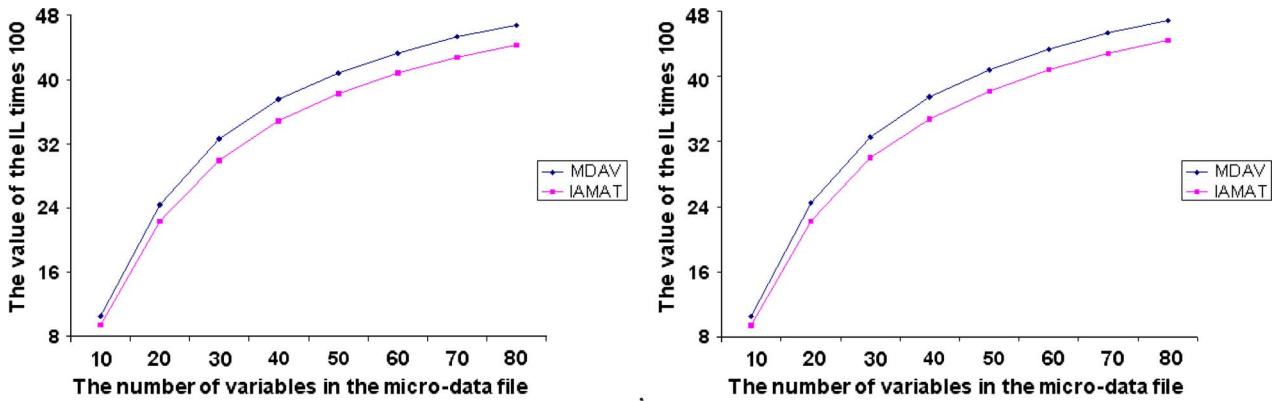 The value of the IL times 100
48
40
32
24
16
8
10 20 30 40 50 60 70 80
The number of variables in the micro-data file
MDAV
IAMAT
,
The value of the IL times 100
48
40
32
24
16
8
10 20 30 40 50 60 70 80
The number of variables in the micro-data file
MDAV
IAMAT